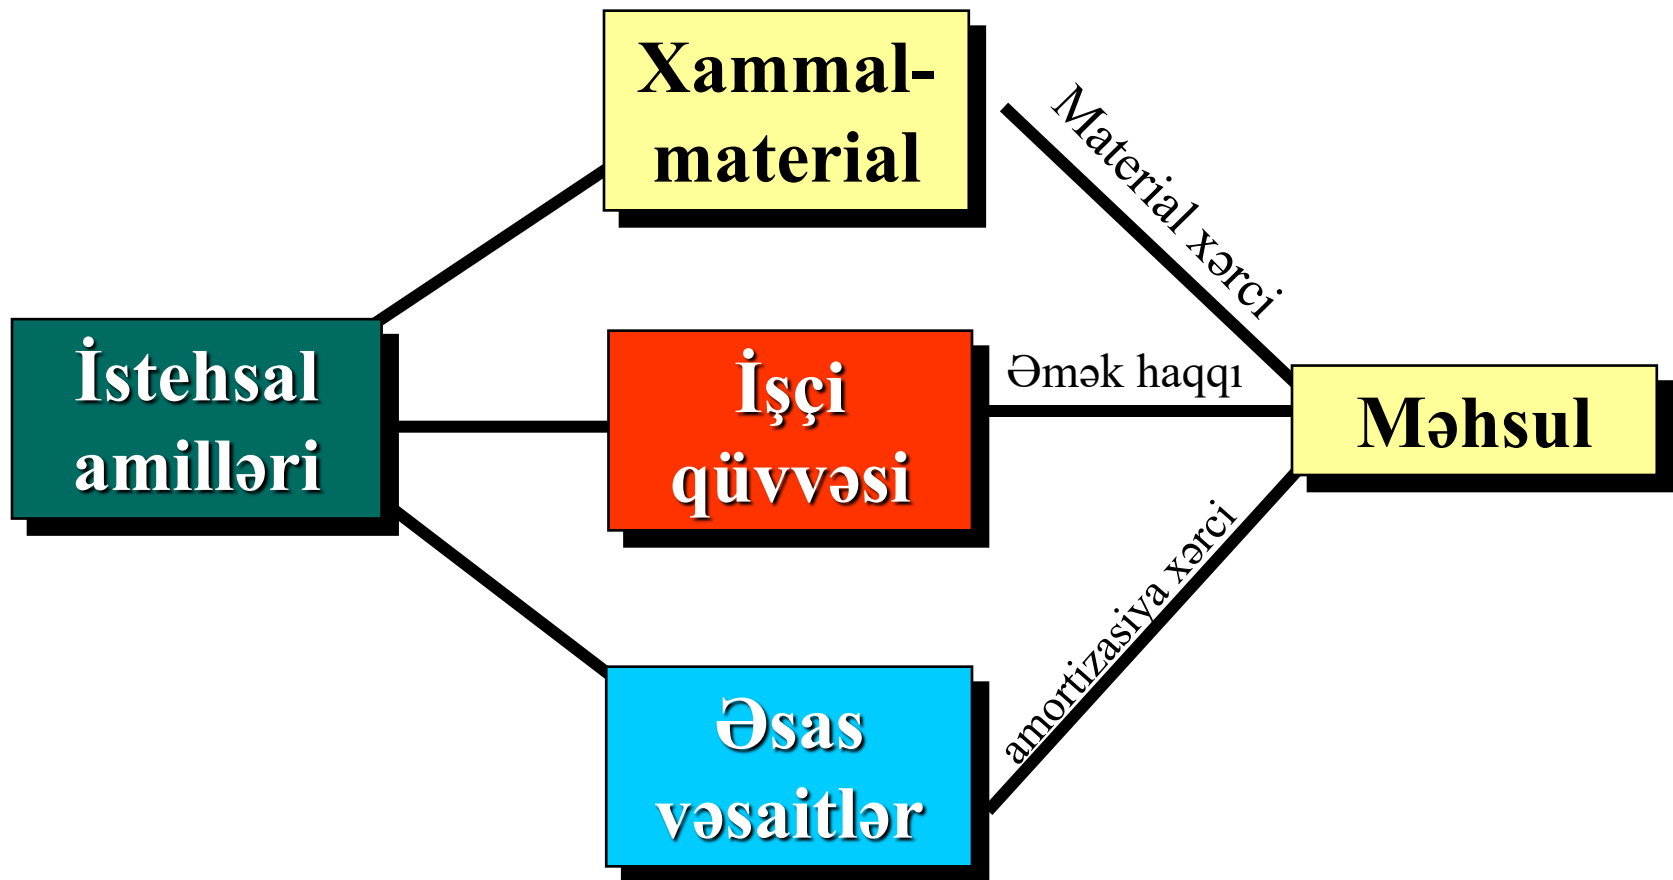 Xammal-
material
Material xərci
İstehsal
amilləri
İşçi
qüvvəsi
Əmək haqqı
Məhsul
Əsas
vəsaitlər
amortizasiya xərci